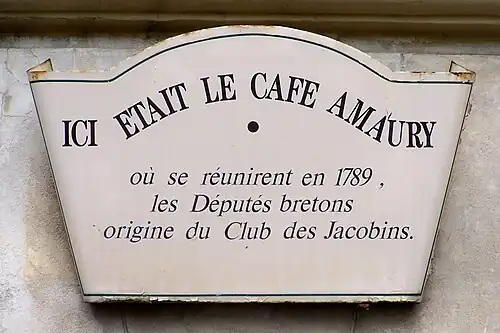 ICI ETAIT LE CAFE AMAURY
où se réunirent en 1789 ,
les Députés bretons
origine du Club des Jacobins.